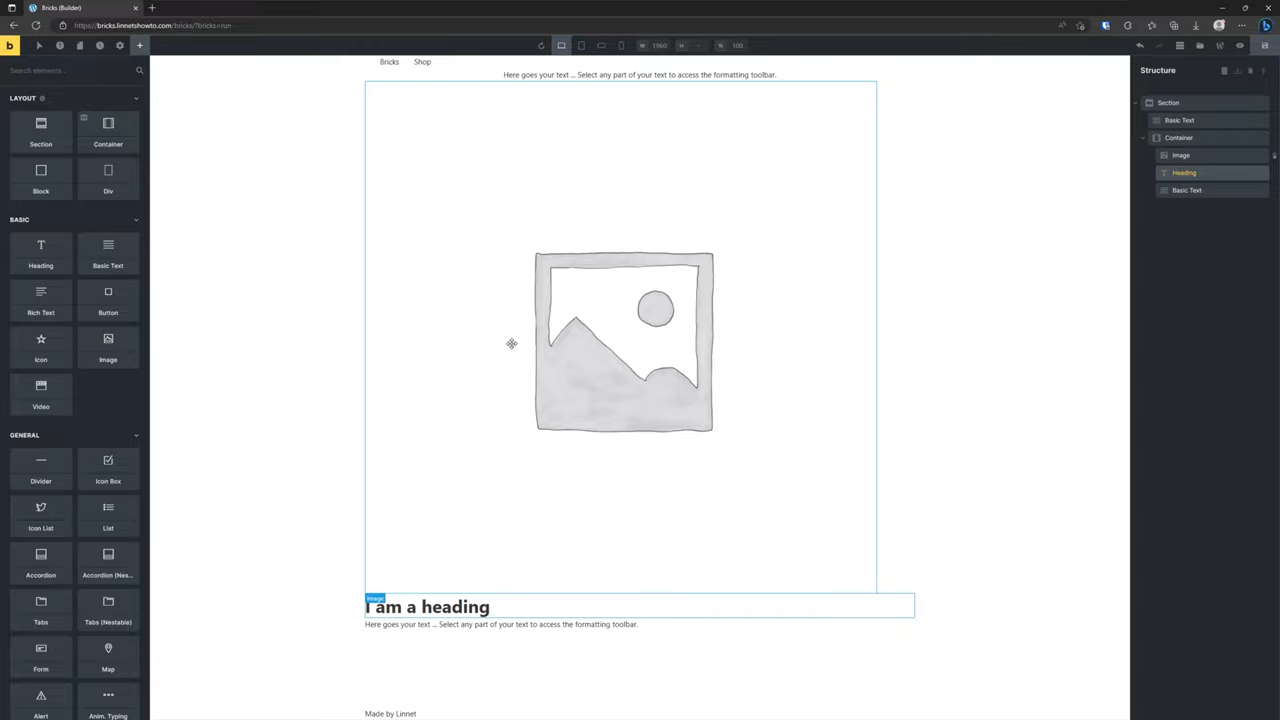 Bricks (Builder)
https://bricks.linnetshowto.com/bricks/?bricks=run
b
1960
H
-
%
100
Search elements...
Structure
LAYOUT
Section
Container
Block
Div
BASIC
Heading
Basic Text
Rich Text
Button
Icon
Image
Video
GENERAL
Divider
Icon Box
Icon List
List
Accordion
Accordion (Nes...
Tabs
Tabs (Nestable)
Form
Map
Alert
Anim. Typing
Bricks
Shop
Here goes your text ... Select any part of your text to access the formatting toolbar.
Image
I am a heading
Here goes your text ... Select any part of your text to access the formatting toolbar.
Made by Linnet
Section
Basic Text
Container
Image
Heading
Basic Text